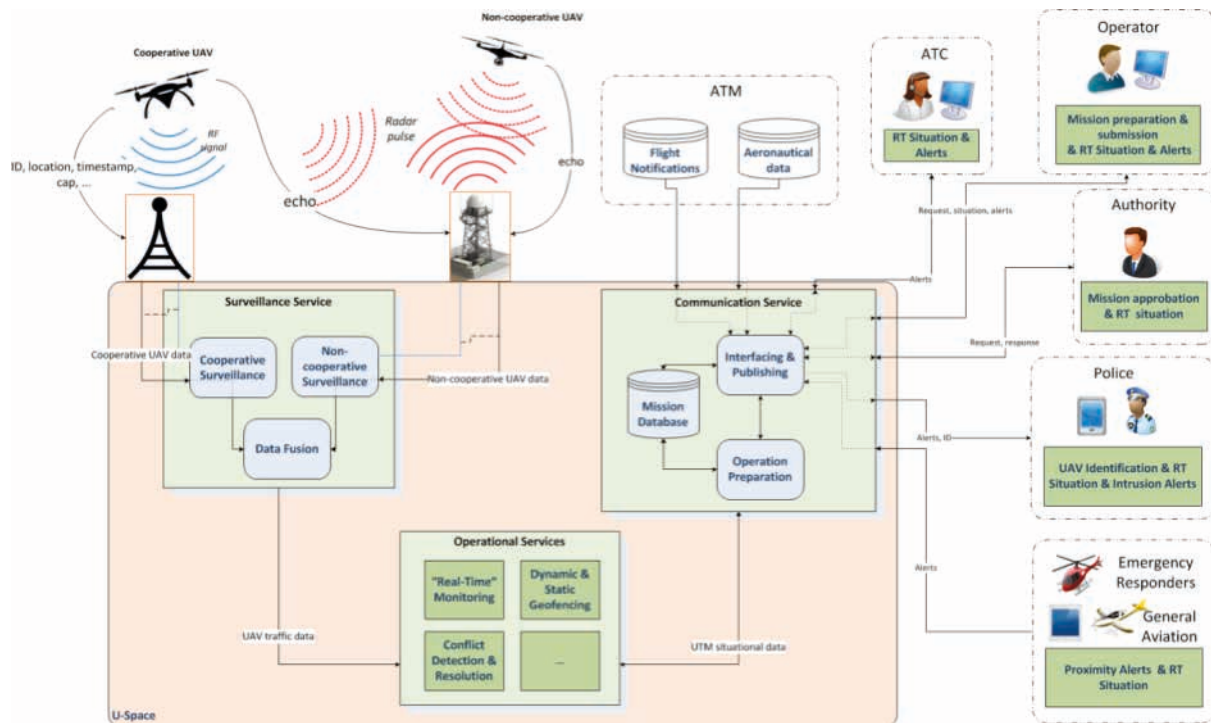 Non-cooperative UAV
Cooperative UAV
RF
signal
Radar
pulse
ID, location, timestamp,
cap, ...
echo
echo
ATM
Flight
Notifications
Aeronautical
data
ATC
RT Situation &
Alerts
Operator
Mission preparation &
submission
& RT Situation & Alerts
Request, situation, alerts
Alerts
Authority
Mission approbation
& RT situation
Request, response
Police
Alerts, ID
UAV Identification & RT
Situation & Intrusion Alerts
Alerts
Emergency
Responders
General
Aviation
Proximity Alerts & RT
Situation
Surveillance Service
Cooperative UAV data
Cooperative
Surveillance
Non-
cooperative
Surveillance
Non-cooperative UAV data
Data Fusion
Communication Service
Interfacing &
Publishing
Mission
Database
Operation
Preparation
Operational Services
"Real-Time"
Monitoring
Dynamic &
Static
Geofencing
Conflict
Detection &
Resolution
...
UAV traffic data
UTM situational data
U-Space